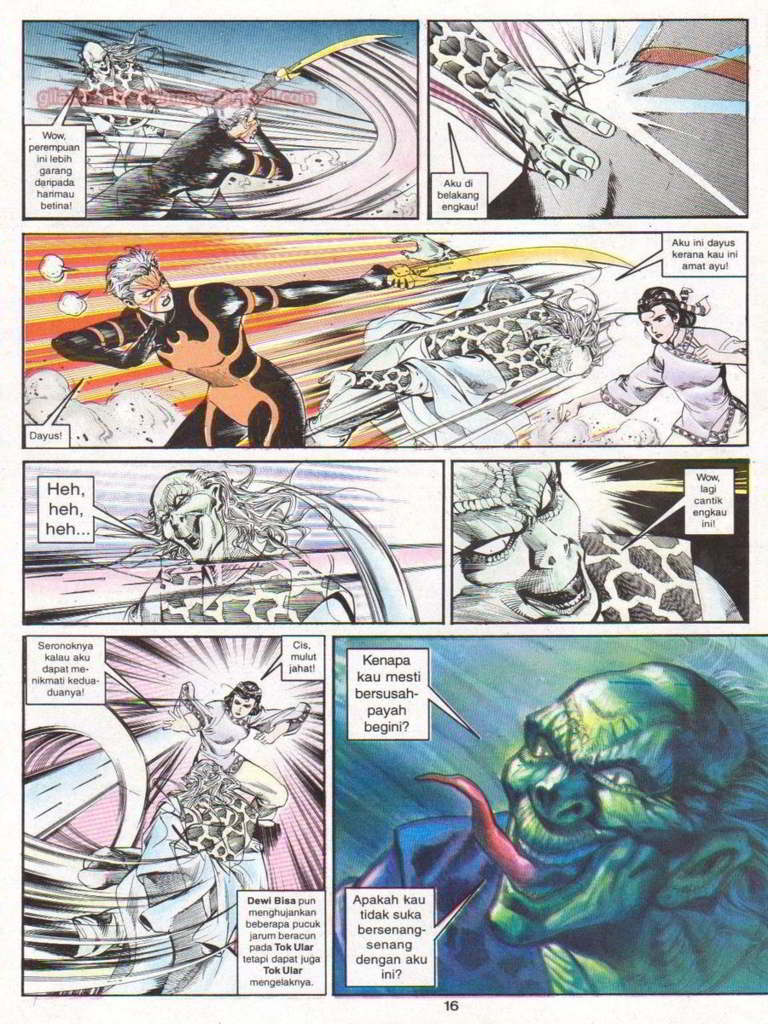 Wow,
perempuan
ini lebih
garang
daripada
harimau
betina!
Aku di
belakang
engkau!
Aku ini dayus
kerana kau ini
amat ayu!
Dayus!
Heh,
heh,
heh...
Wow,
lagi
cantik
engkau
ini!
Seronoknya
kalau aku
dapat me-
nikmati kedua-
duanya!
Cis,
mulut
jahat!
Dewi Bisa pun
menghujankan
beberapa pucuk
jarum beracun
pada Tok Ular
tetapi dapat juga
Tok Ular
mengelaknya.
Kenapa
kau mesti
bersusah-
payah
begini?
Apakah kau
tidak suka
bersenang-
senang
dengan aku
ini?
16